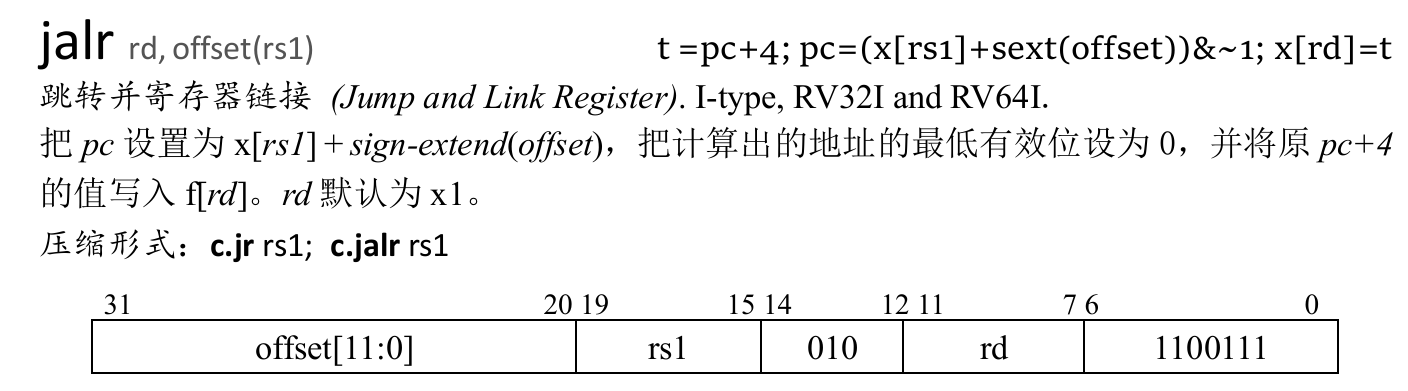 jalr rd, offset(rs1) t =pc+4; pc=(x[rs1]+sext(offset))&~1; x[rd]=t
跳转并寄存器链接 (Jump and Link Register). I-type, RV32I and RV64I.
把 pc 设置为 x[rs1] + sign-extend(offset)，把计算出的地址的最低有效位设为 0，并将原 pc+4
的值写入 f[rd]。rd 默认为 x1。
压缩形式：c.jr rs1; c.jalr rs1
31 20 19 15 14 12 11 7 6 0
offset[11:0] rs1 010 rd 1100111